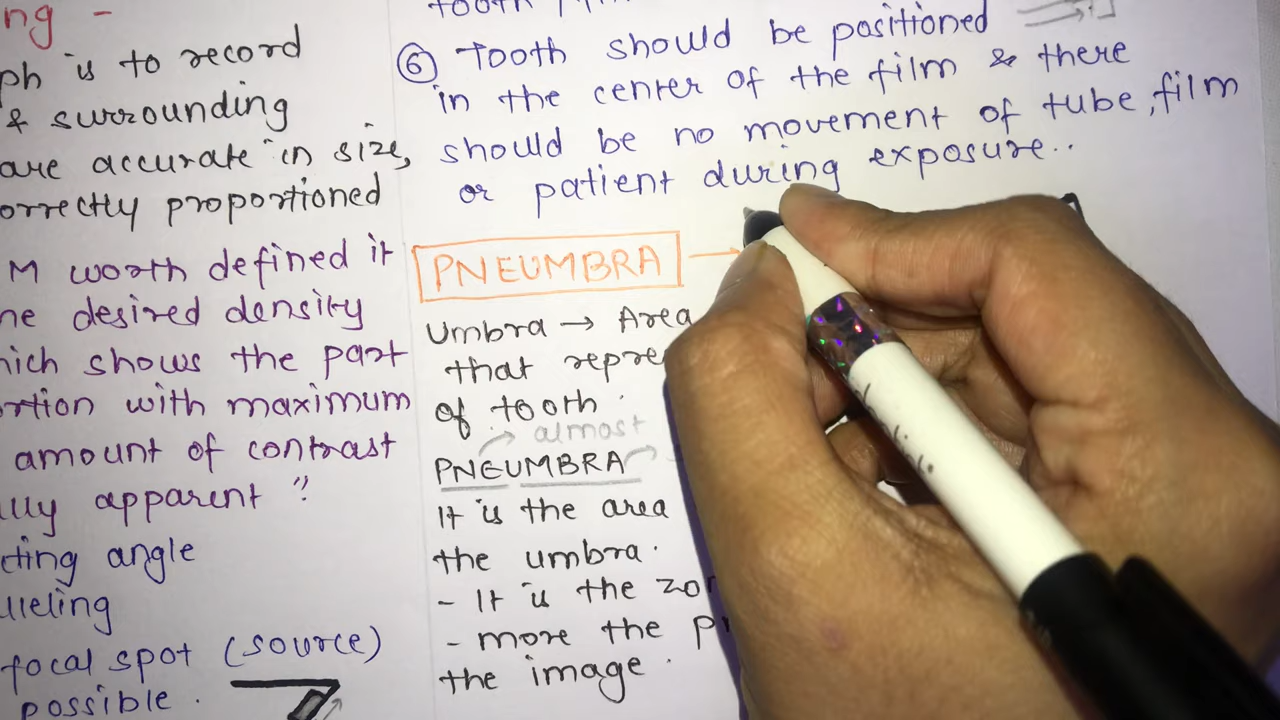 ng -
ph is to record
& surrounding
are accurate in size,
orrectly proportioned
M worth defined it
ne desired density
hich shows the part
ortion with maximum
amount of contrast
lly apparent "
cting angle
lleling
focal spot (source)
possible.
tooth
6 Tooth should be positioned
in the center of the film & there
should be no movement of tube, film
or patient during exposure..
PNEUMBRA →
Umbra → Area
that repre
of tooth.
almost
PNEUMBRA
It is the area
the umbra.
- It is the zo
- more the p
the image.